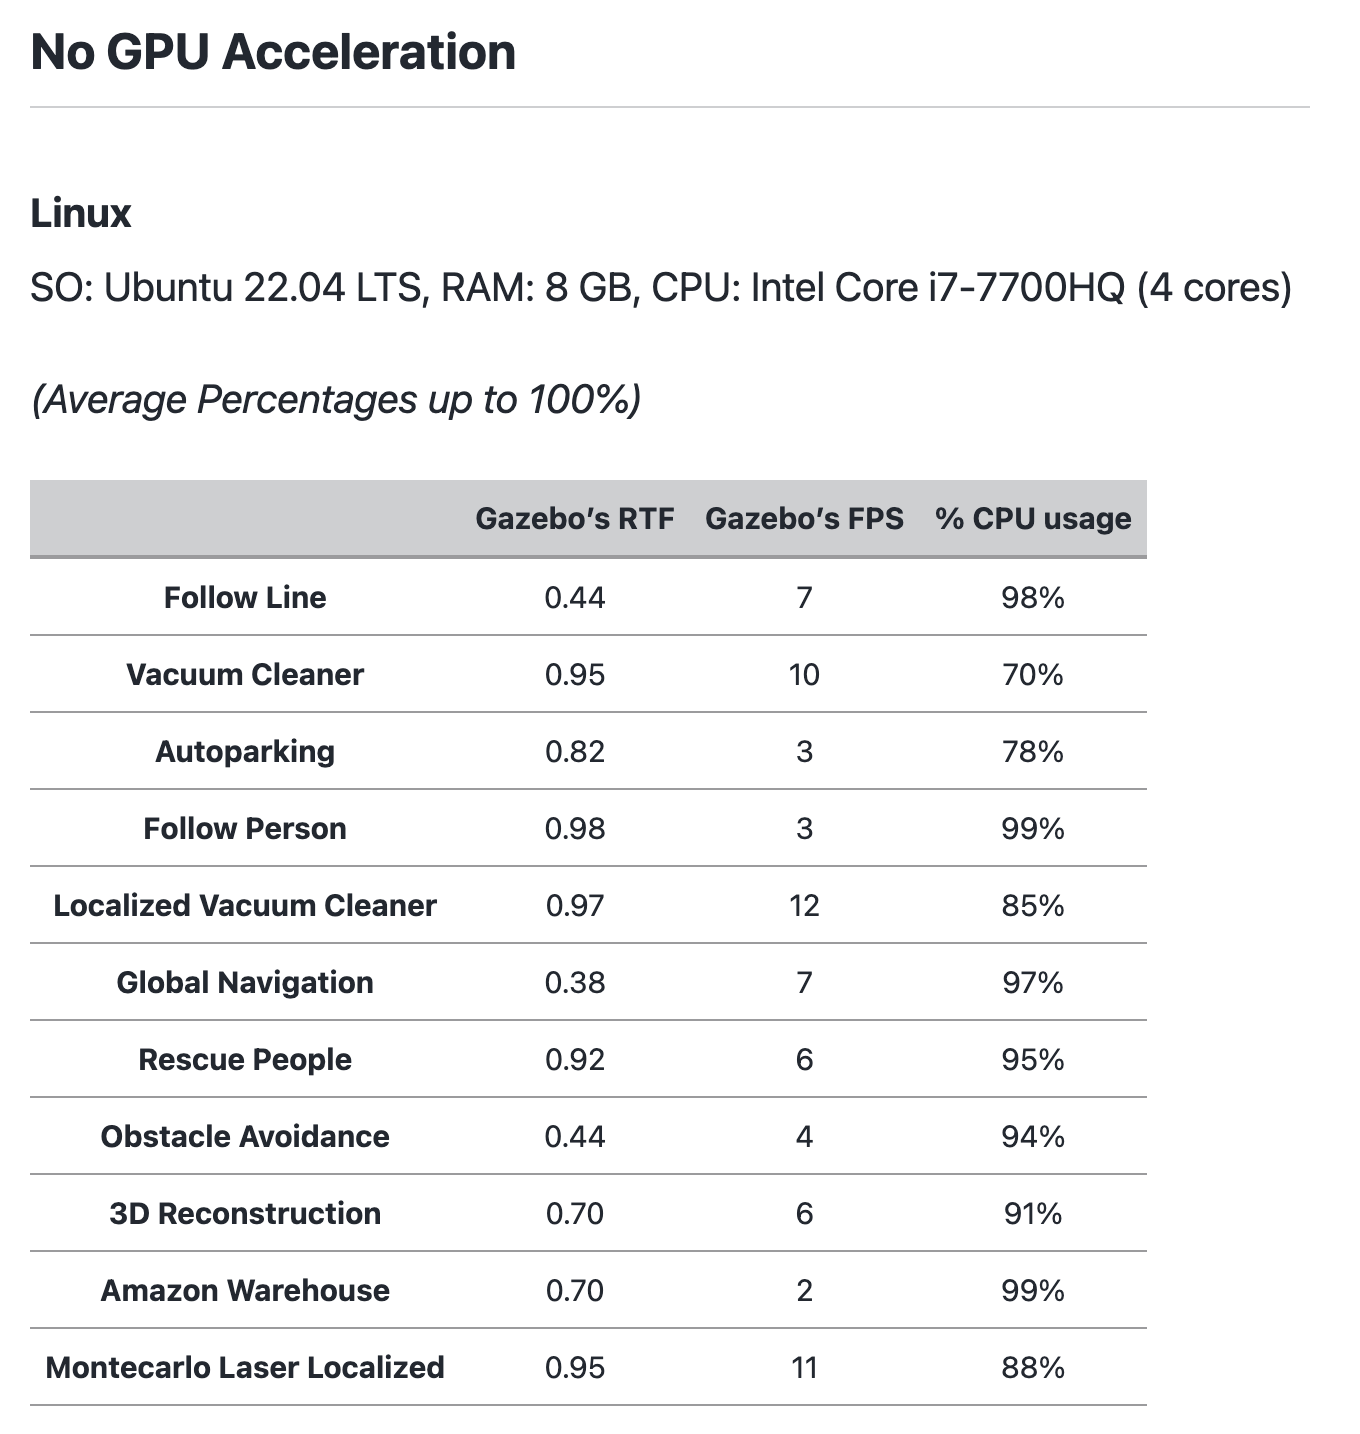 No GPU Acceleration
Linux
SO: Ubuntu 22.04 LTS, RAM: 8 GB, CPU: Intel Core i7-7700HQ (4 cores)
(Average Percentages up to 100%)
Gazebo’s RTF Gazebo’s FPS % CPU usage
Follow Line 0.44 7 98%
Vacuum Cleaner 0.95 10 70%
Autoparking 0.82 3 78%
Follow Person 0.98 3 99%
Localized Vacuum Cleaner 0.97 12 85%
Global Navigation 0.38 7 97%
Rescue People 0.92 6 95%
Obstacle Avoidance 0.44 4 94%
3D Reconstruction 0.70 6 91%
Amazon Warehouse 0.70 2 99%
Montecarlo Laser Localized 0.95 11 88%